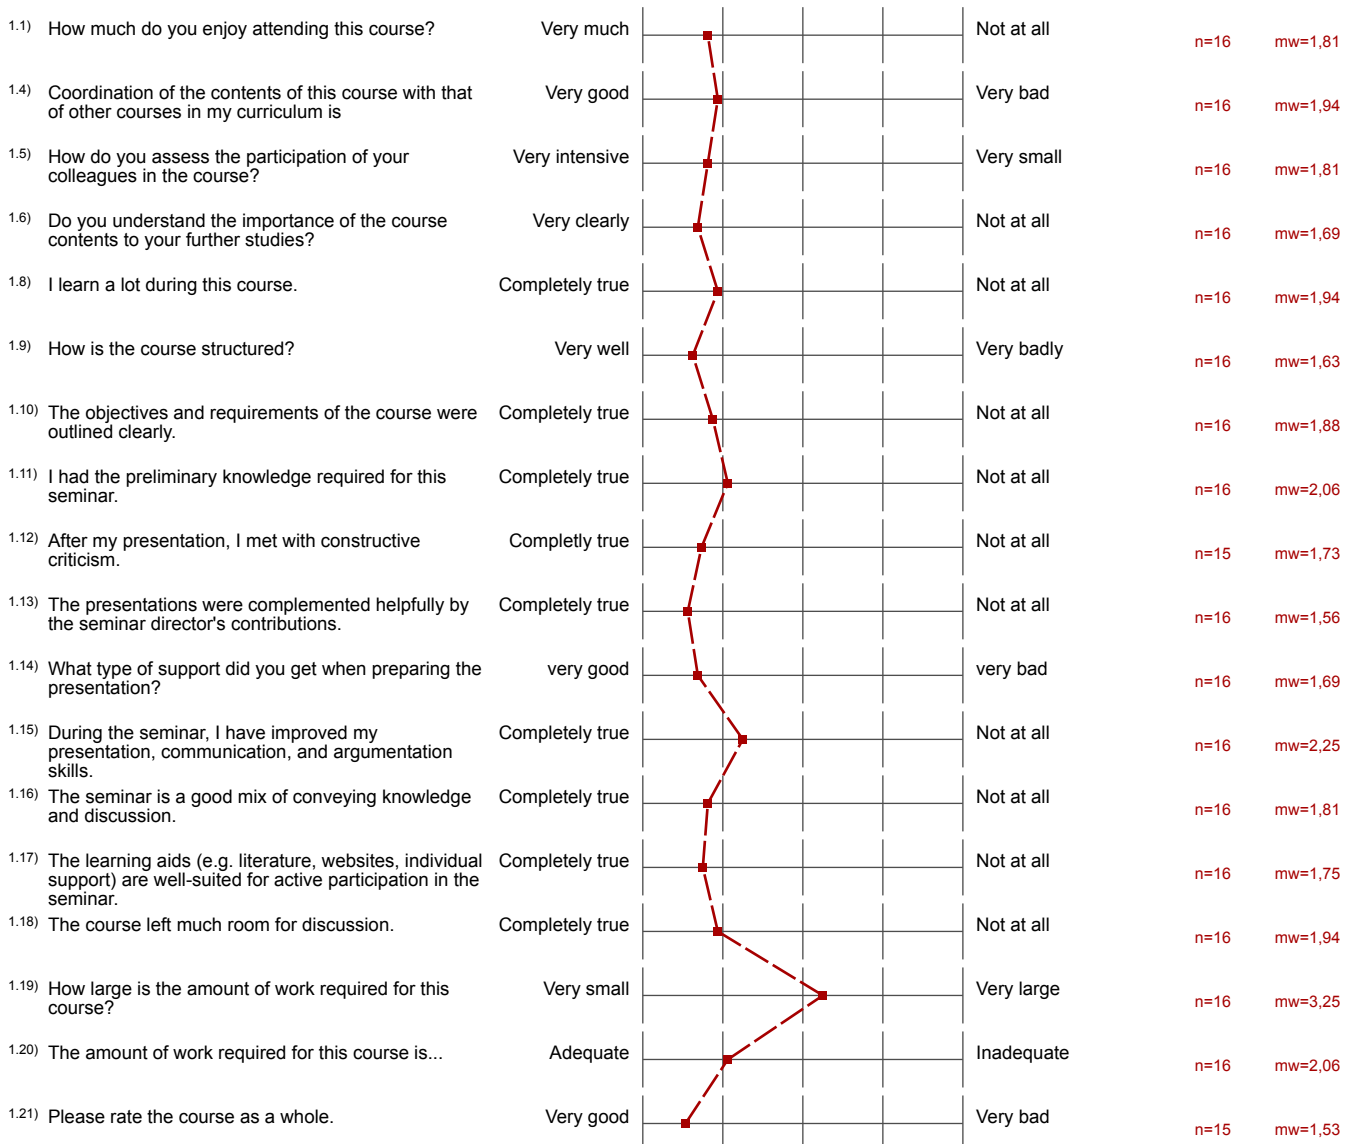 1.1) How much do you enjoy attending this course? Very much Not at all n=16 mw=1,81
1.4) Coordination of the contents of this course with that Very good Very bad n=16 mw=1,94
of other courses in my curriculum is
1.5) How do you assess the participation of your Very intensive Very small n=16 mw=1,81
colleagues in the course?
1.6) Do you understand the importance of the course Very clearly Not at all n=16 mw=1,69
contents to your further studies?
1.8) I learn a lot during this course. Completely true Not at all n=16 mw=1,94
1.9) How is the course structured? Very well Very badly n=16 mw=1,63
1.10) The objectives and requirements of the course were Completely true Not at all n=16 mw=1,88
outlined clearly.
1.11) I had the preliminary knowledge required for this Completely true Not at all n=16 mw=2,06
seminar.
1.12) After my presentation, I met with constructive Completly true Not at all n=15 mw=1,73
criticism.
1.13) The presentations were complemented helpfully by Completely true Not at all n=16 mw=1,56
the seminar director's contributions.
1.14) What type of support did you get when preparing the very good very bad n=16 mw=1,69
presentation?
1.15) During the seminar, I have improved my Completely true Not at all n=16 mw=2,25
presentation, communication, and argumentation
skills.
1.16) The seminar is a good mix of conveying knowledge Completely true Not at all n=16 mw=1,81
and discussion.
1.17) The learning aids (e.g. literature, websites, individual Completely true Not at all n=16 mw=1,75
support) are well-suited for active participation in the
seminar.
1.18) The course left much room for discussion. Completely true Not at all n=16 mw=1,94
1.19) How large is the amount of work required for this Very small Very large n=16 mw=3,25
course?
1.20) The amount of work required for this course is... Adequate Inadequate n=16 mw=2,06
1.21) Please rate the course as a whole. Very good Very bad n=15 mw=1,53